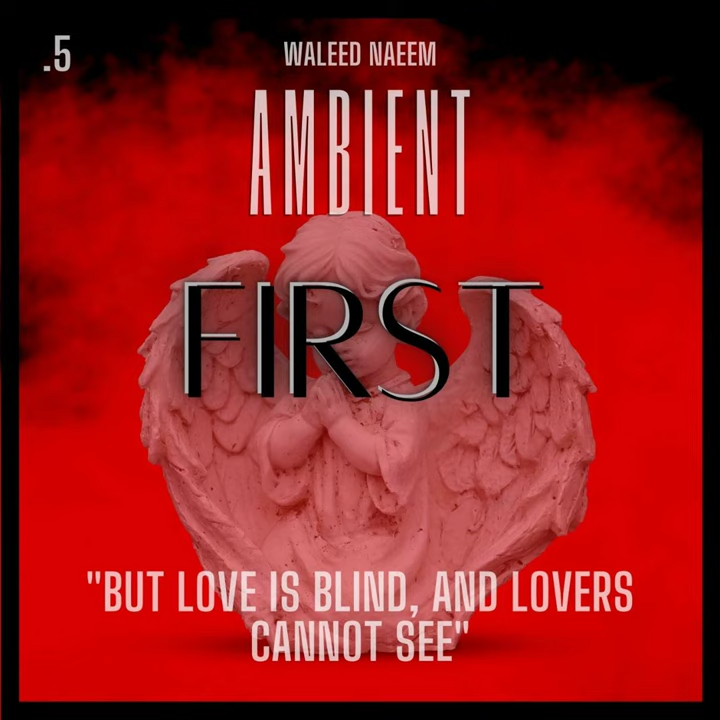 .5
WALEED NAEEM
AMBIENT
FIRST
"BUT LOVE IS BLIND, AND LOVERS
CANNOT SEE"